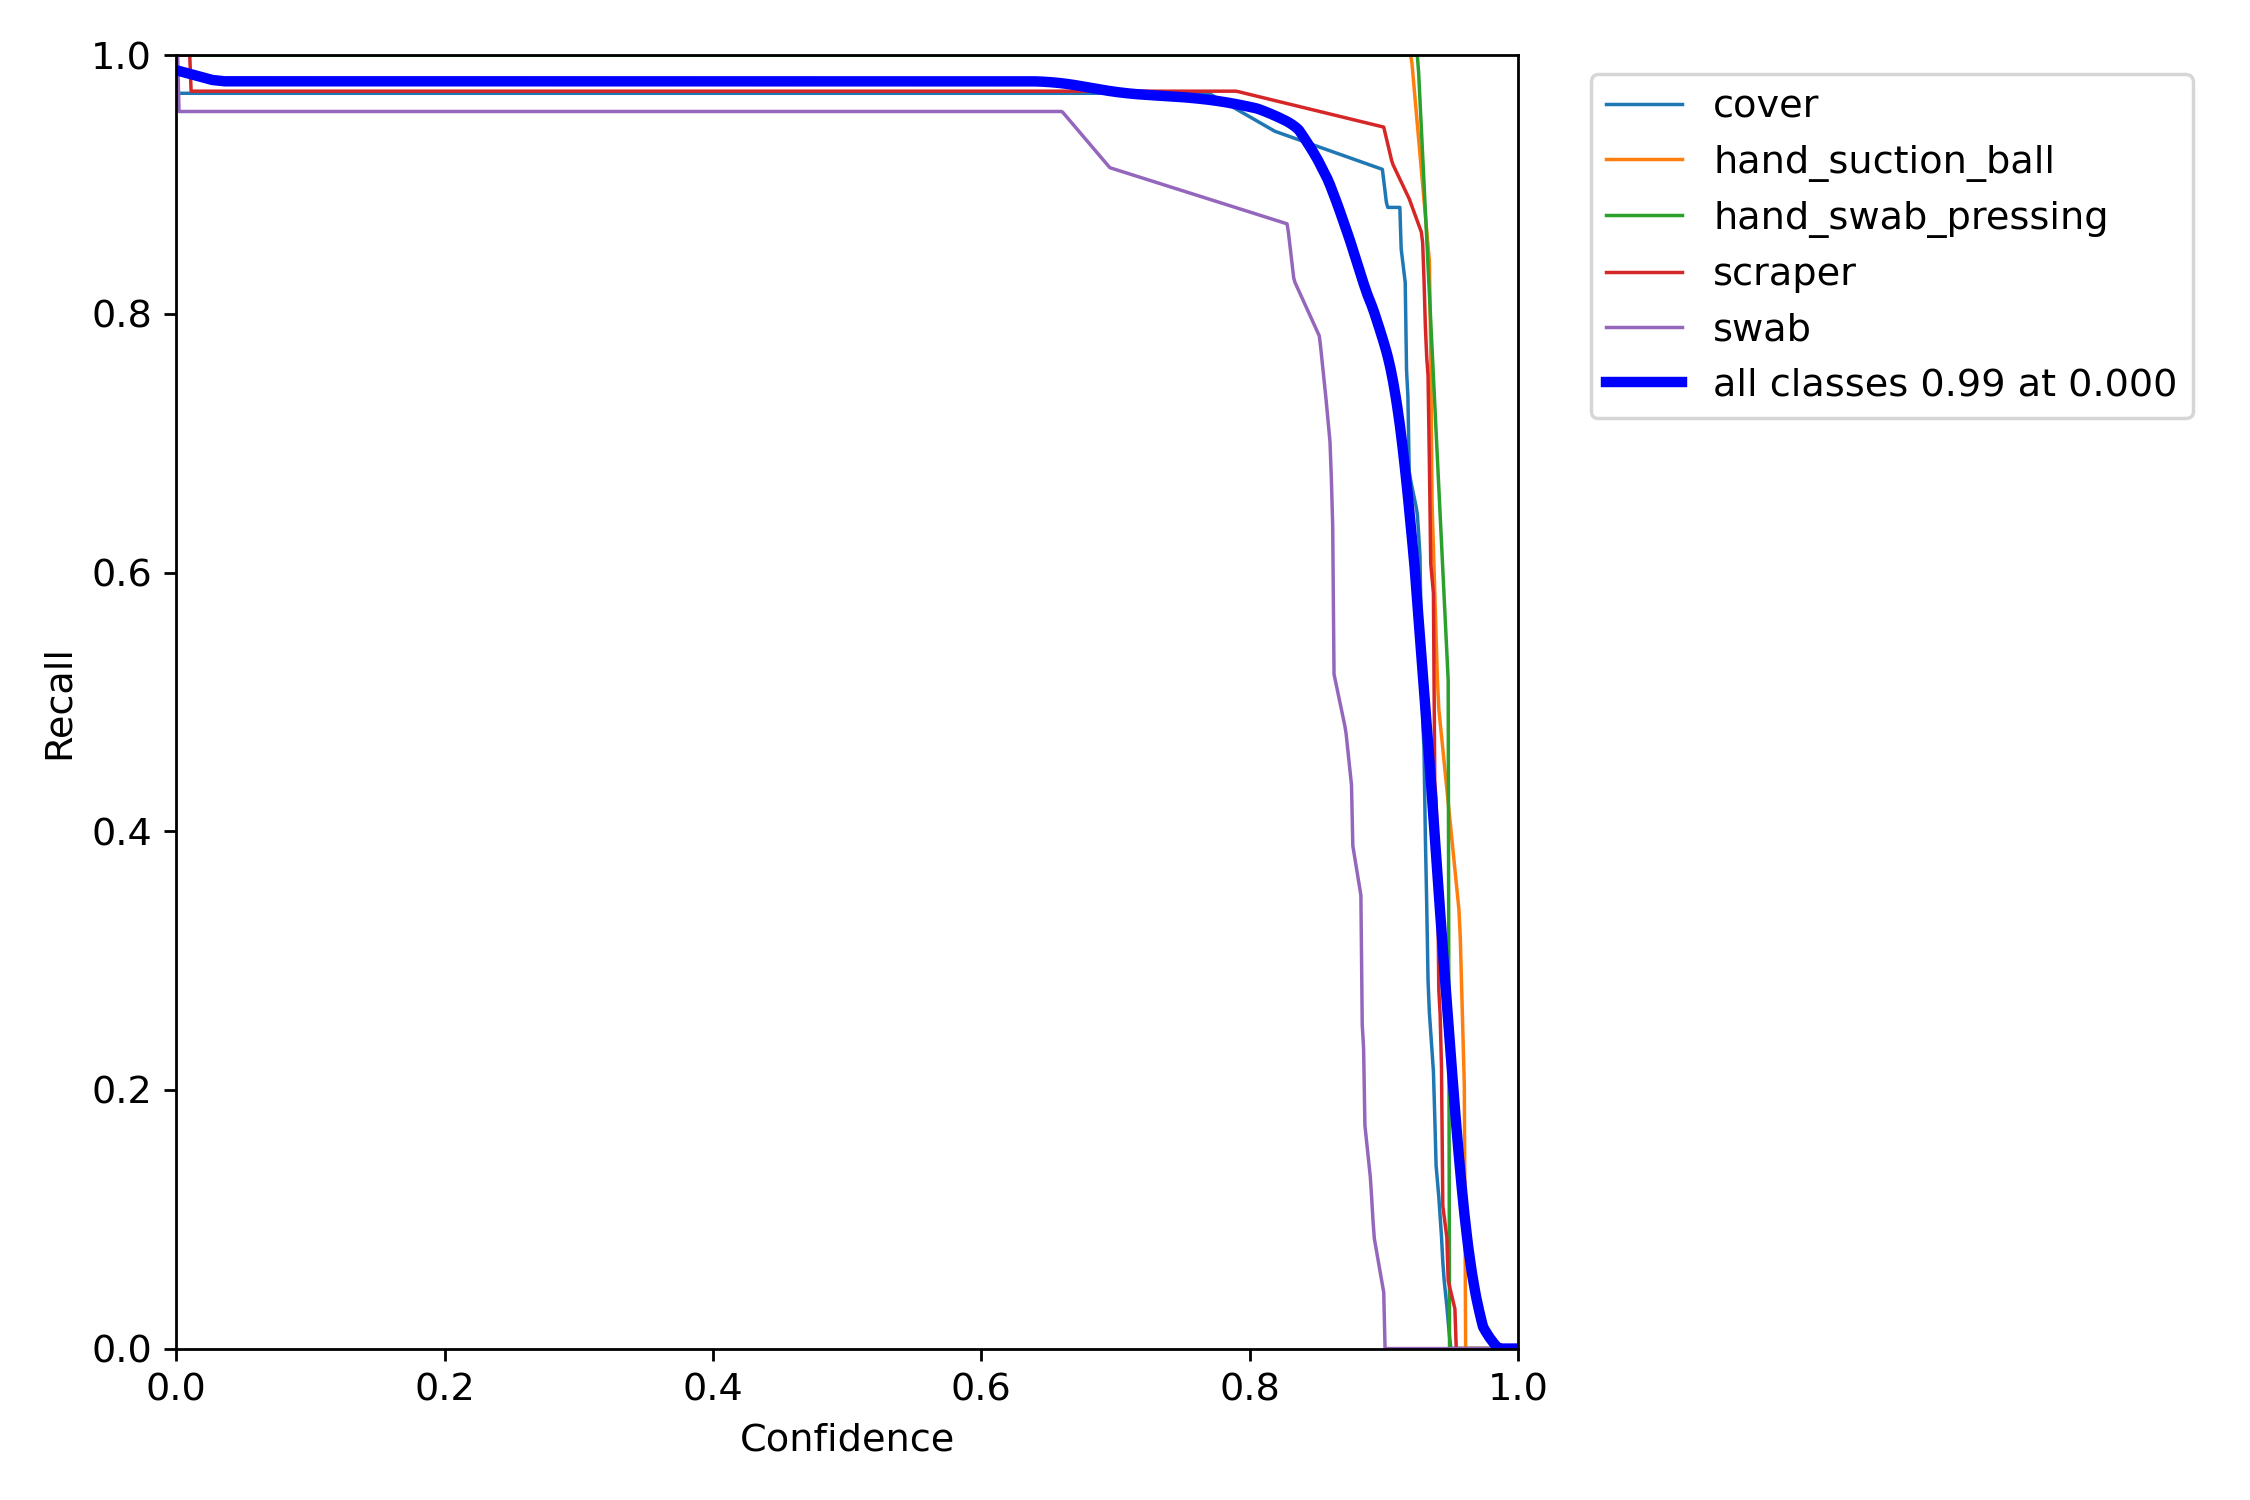 1.0
0.8
0.6
0.4
0.2
0.0
0.0 0.2 0.4 0.6 0.8 1.0
Recall
Confidence
cover
hand_suction_ball
hand_swab_pressing
scraper
swab
all classes 0.99 at 0.000